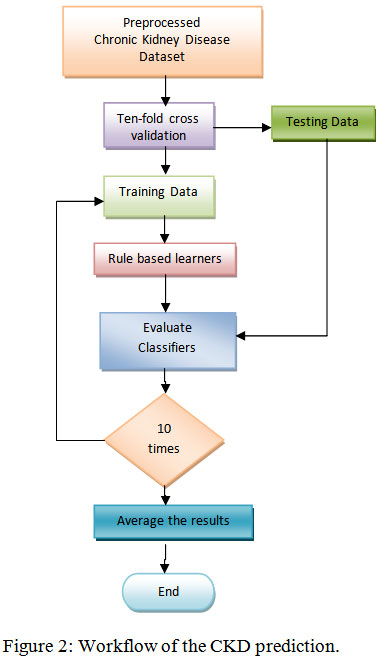 Preprocessed
Chronic Kidney Disease
Dataset
Ten-fold cross
validation
Testing Data
Training Data
Rule based learners
Evaluate
Classifiers
10
times
Average the results
End
Figure 2: Workflow of the CKD prediction.